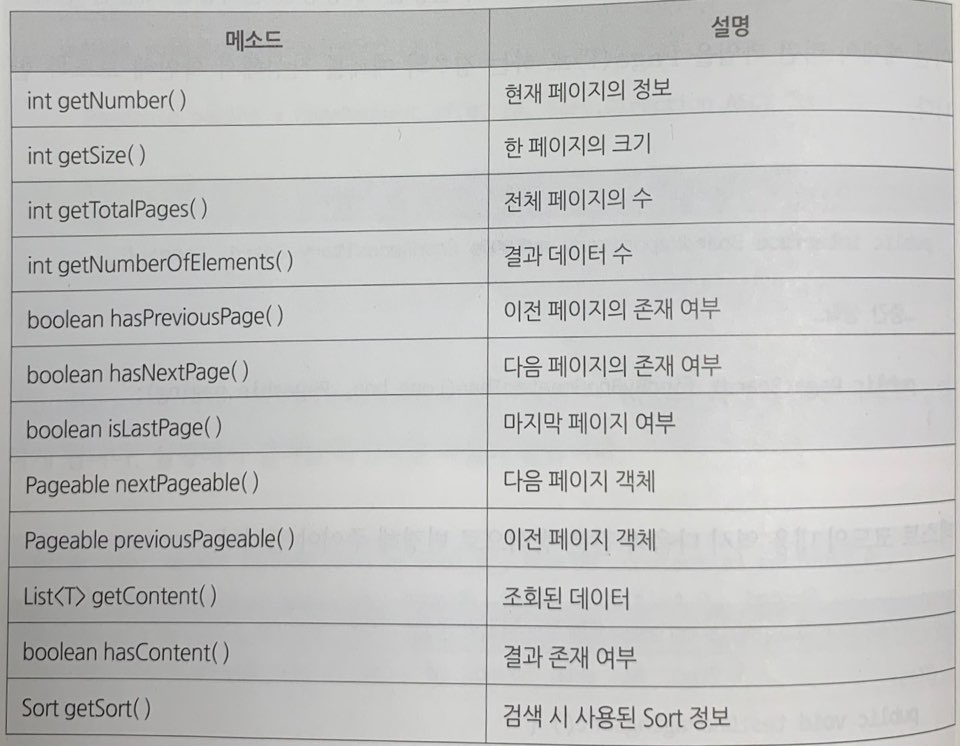 메소드 설명
int getNumber( ) 현재 페이지의 정보
int getSize( ) 한 페이지의 크기
int getTotalPages( ) 전체 페이지의 수
int getNumberOfElements( ) 결과 데이터 수
boolean hasPreviousPage( ) 이전 페이지의 존재 여부
boolean hasNextPage( ) 다음 페이지의 존재 여부
boolean isLastPage( ) 마지막 페이지 여부
Pageable nextPageable( ) 다음 페이지 객체
Pageable previousPageable( ) 이전 페이지 객체
List<T> getContent( ) 조회된 데이터
boolean hasContent( ) 결과 존재 여부
Sort getSort( ) 검색 시 사용된 Sort 정보